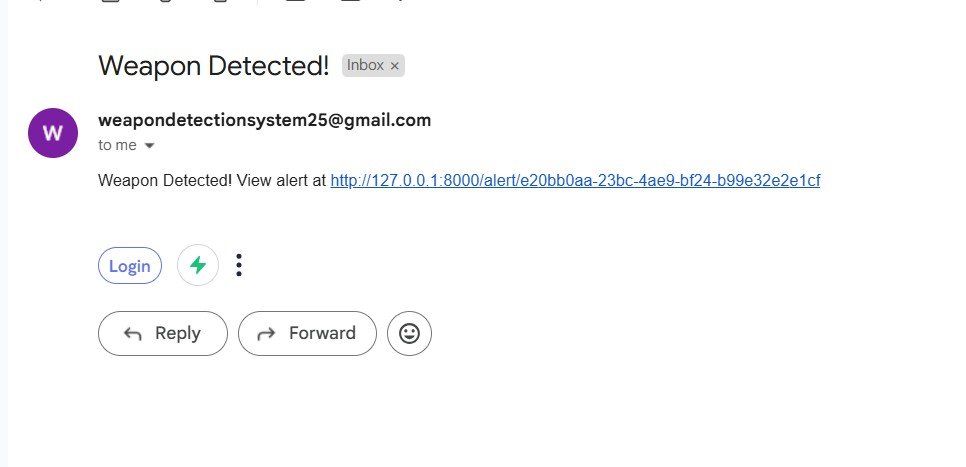 Weapon Detected! Inbox ×
W
weapondetectionsystem25@gmail.com
to me
Weapon Detected! View alert at http://127.0.0.1:8000/alert/e20bb0aa-23bc-4ae9-bf24-b99e32e2e1cf
Login
Reply Forward